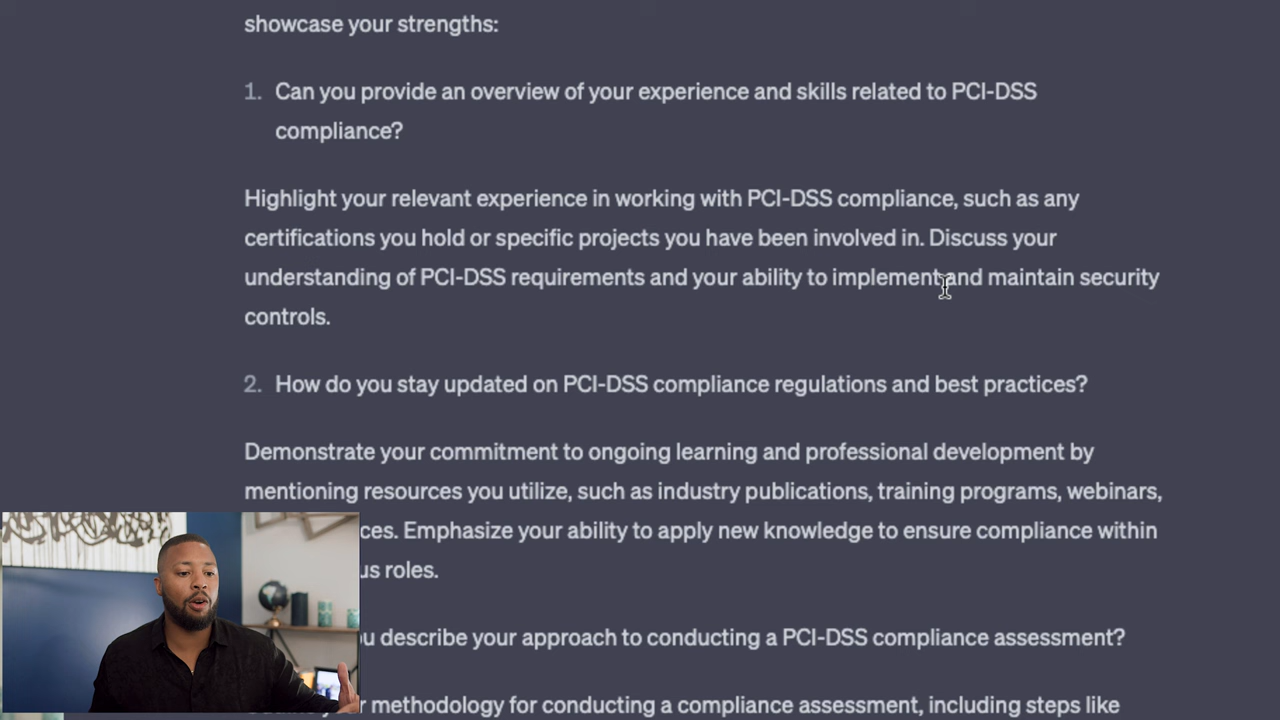 showcase your strengths:
1. Can you provide an overview of your experience and skills related to PCI-DSS
compliance?
Highlight your relevant experience in working with PCI-DSS compliance, such as any
certifications you hold or specific projects you have been involved in. Discuss your
understanding of PCI-DSS requirements and your ability to implement and maintain security
controls.
2. How do you stay updated on PCI-DSS compliance regulations and best practices?
Demonstrate your commitment to ongoing learning and professional development by
mentioning resources you utilize, such as industry publications, training programs, webinars,
ces. Emphasize your ability to apply new knowledge to ensure compliance within
us roles.
u describe your approach to conducting a PCI-DSS compliance assessment?
methodology for conducting a compliance assessment, including steps like